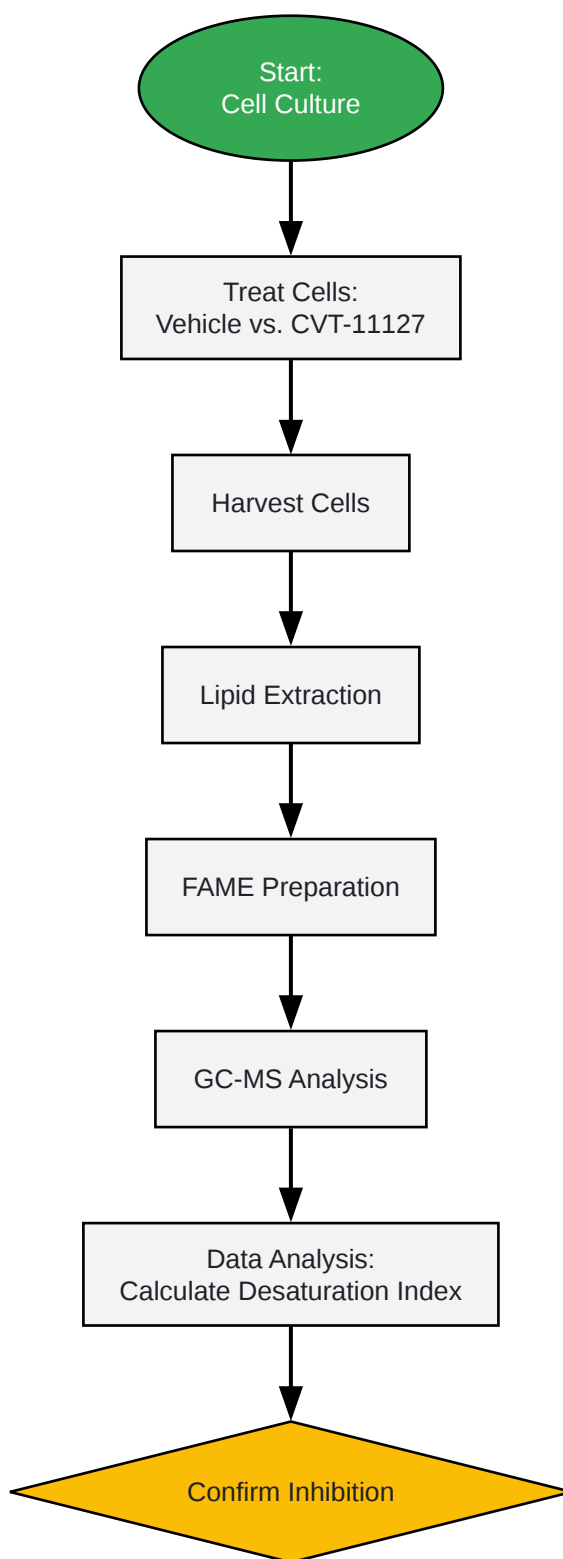 Start:
Cell Culture
Treat Cells:
Vehicle vs. CVT-11127
Harvest Cells
Lipid Extraction
FAME Preparation
GC-MS Analysis
Data Analysis:
Calculate Desaturation Index
Confirm Inhibition